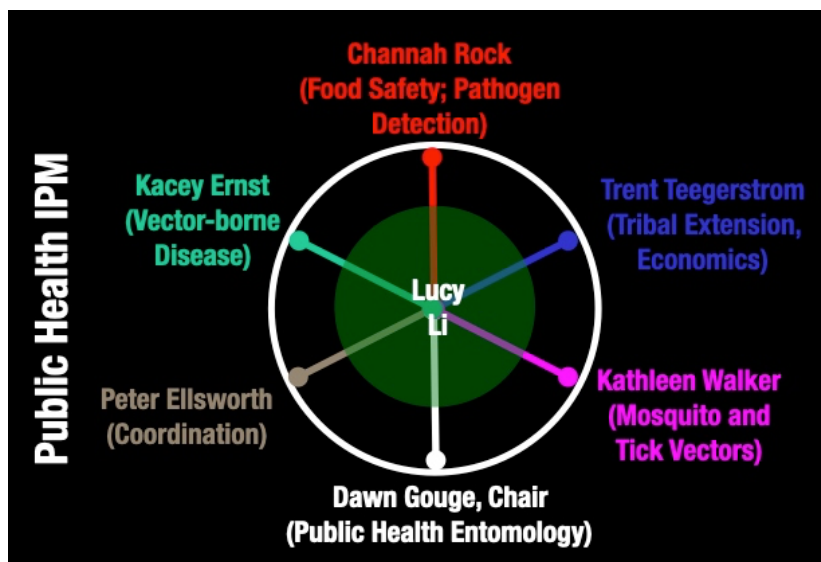 Public Health IPM
Channah Rock
(Food Safety; Pathogen
Detection)
Kacey Ernst
(Vector-borne
Disease)
Trent Teegerstrom
(Tribal Extension,
Economics)
Lucy
Li
Peter Ellsworth
(Coordination)
Kathleen Walker
(Mosquito and
Tick Vectors)
Dawn Gouge, Chair
(Public Health Entomology)